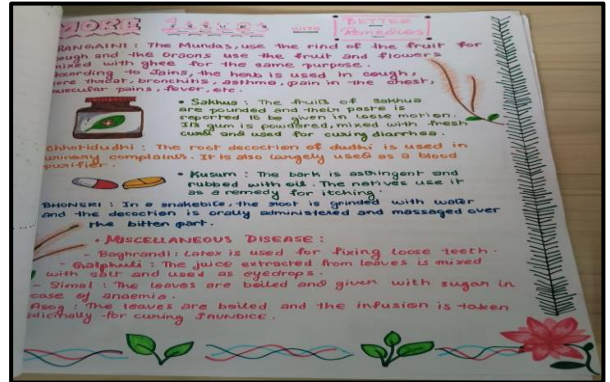 MORE Issues WITH BETTER Remedies
RANGAINI : The Mundas, use the rind of the fruit for
cough and the Oraons use the fruit and flowers
mixed with ghee for the same purpose.
According to Jains, the herb is used in cough,
sore throat, bronchitis, asthma, pain in the chest,
muscular pains, fever, etc.
• Sakhua : The fruits of sakhua
are pounded and their paste is
reported to be given in loose motion.
Its gum is powdered, mixed with fresh
curd and used for curing diarrhoea.
Chhotidudhi : The root decoction of dudhi is used in
urinary complains. It is also largely used as a blood
purifier.
• Kusum : The bark is astringent and
rubbed with oil. The natives use it
as a remedy for itching.
BHONERI : In a snakebite, the root is grinded with water
and the decoction is orally administered and massaged over
the bitten part.
• MISCELLANEOUS DISEASE :
- Baghrandi : Latex is used for fixing loose teeth.
- Galphuli : The juice extracted from leaves is mixed
with salt and used as eyedrops.
- Simal : The leaves are boiled and given with sugar in
case of anaemia.
Asog : The leaves are boiled and the infusion is taken
medicinally for curing JAUNDICE.